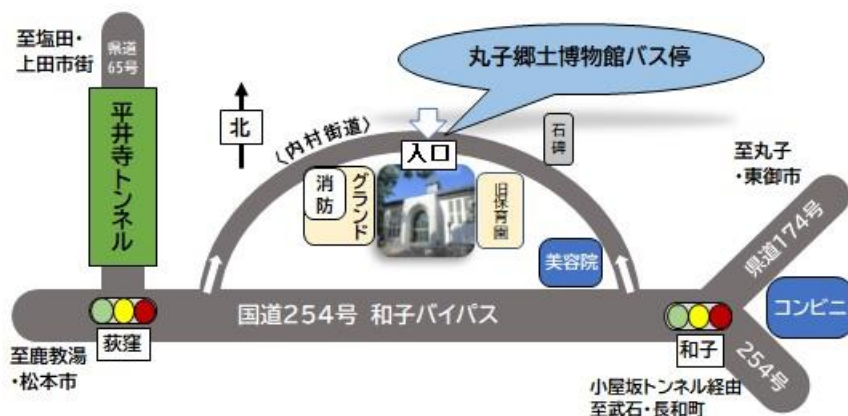 至塩田・
上田市街
県道
65号
平井寺トンネル
北
丸子郷土博物館バス停
〈内村街道〉
入口
石碑
消防
グランド
旧保育園
美容院
至丸子
・東御市
県道174号
コンビニ
国道254号 和子バイパス
荻窪
和子
254号
至鹿教湯
・松本市
小屋坂トンネル経由
至武石・長和町